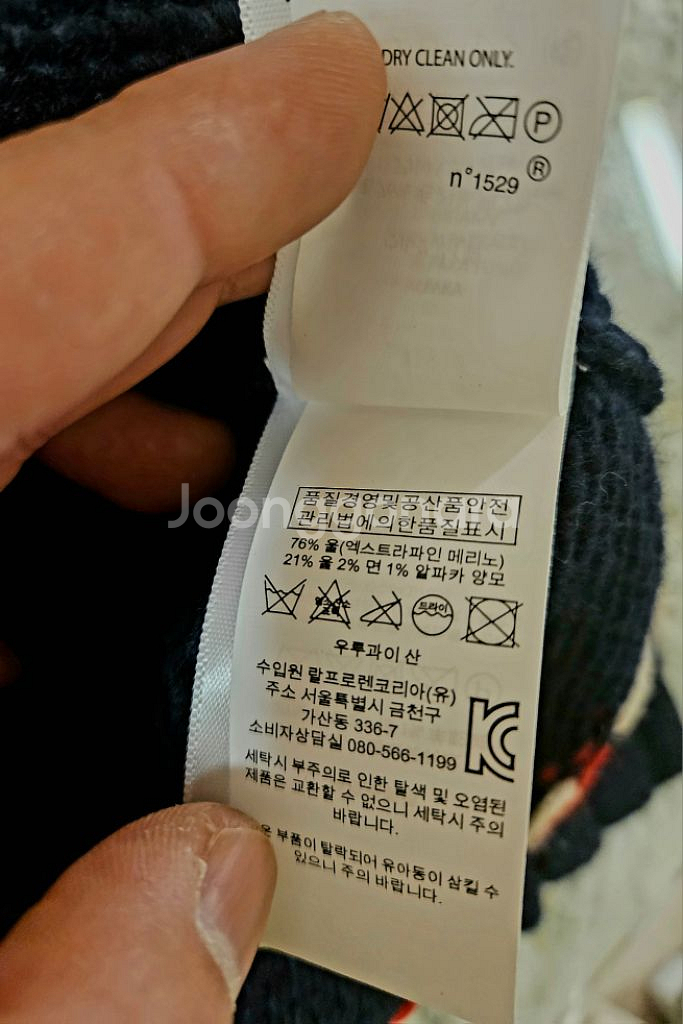 DRY CLEAN ONLY.
P
n°1529 ®
품질경영및공산품안전
관리법에의한품질표시
76% 울(엑스트라파인 메리노)
21% 울 2% 면 1% 알파카 양모
드라이
우루과이 산
수입원 랄프로렌코리아(유)
주소 서울특별시 금천구
가산동 336-7
소비자상담실 080-566-1199
세탁시 부주의로 인한 탈색 및 오염된
제품은 교환할 수 없으니 세탁시 주의
바랍니다.
부품이 탈락되어 유아동이 삼킬 수
있으니 주의 바랍니다.